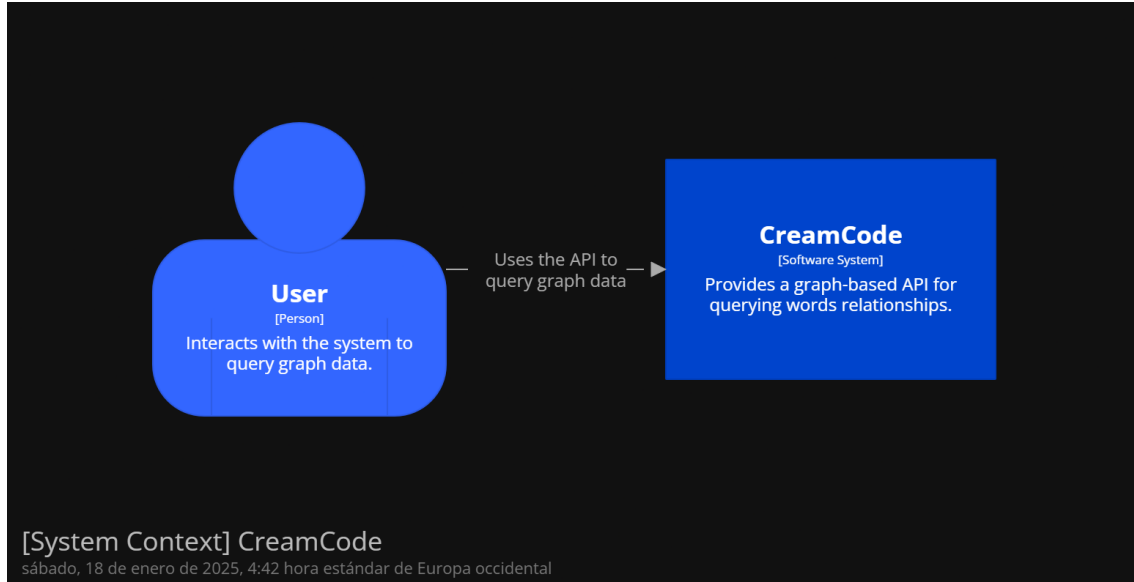 User
[Person]
Interacts with the system to
query graph data.
Uses the API to
query graph data
CreamCode
[Software System]
Provides a graph-based API for
querying words relationships.
[System Context] CreamCode
sábado, 18 de enero de 2025, 4:42 hora estándar de Europa occidental